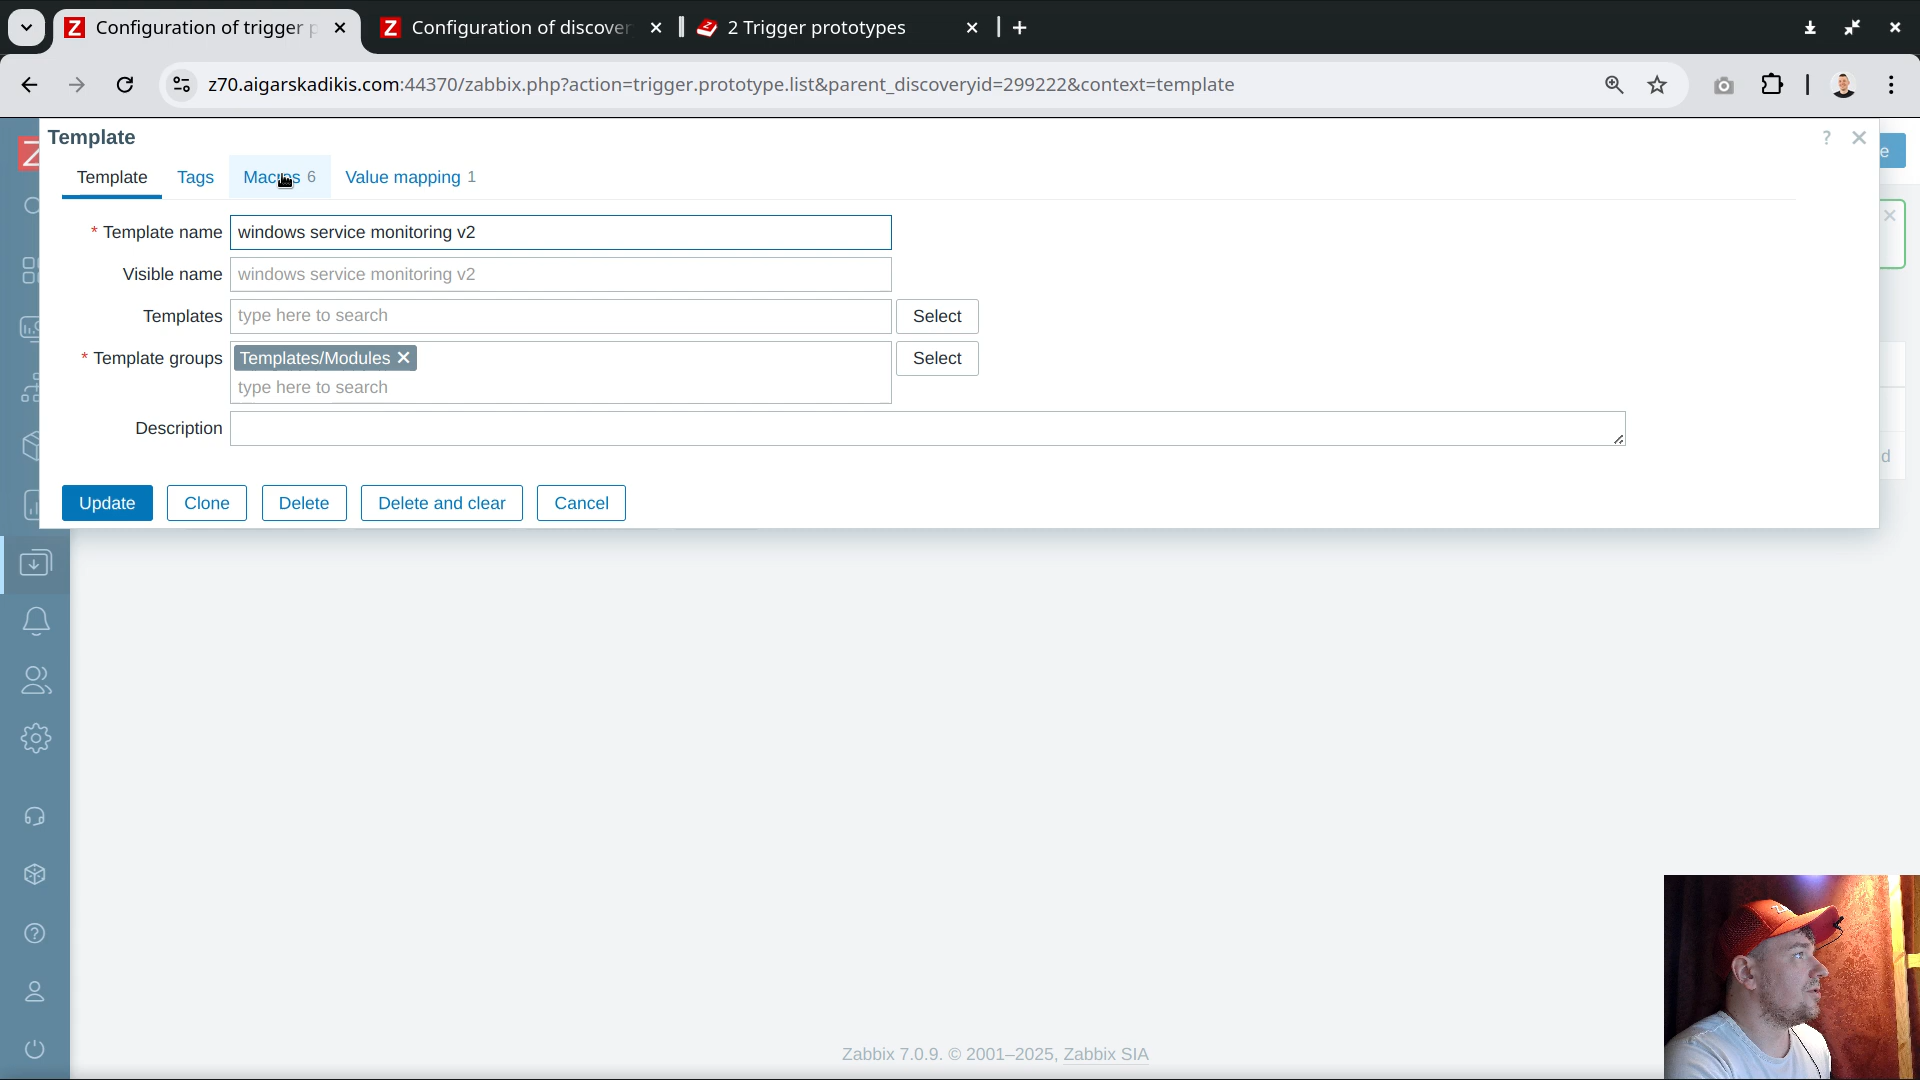 Configuration of trigger p
Configuration of discover
2 Trigger prototypes
z70.aigarskadikis.com:44370/zabbix.php?action=trigger.prototype.list&parent_discoveryid=299222&context=template
Z
Template
?
e
Template
Tags
Macros 6
Value mapping 1
* Template name
windows service monitoring v2
Visible name
windows service monitoring v2
Templates
type here to search
Select
* Template groups
Templates/Modules
Select
type here to search
Description
d
Update
Clone
Delete
Delete and clear
Cancel
Zabbix 7.0.9. © 2001–2025, Zabbix SIA